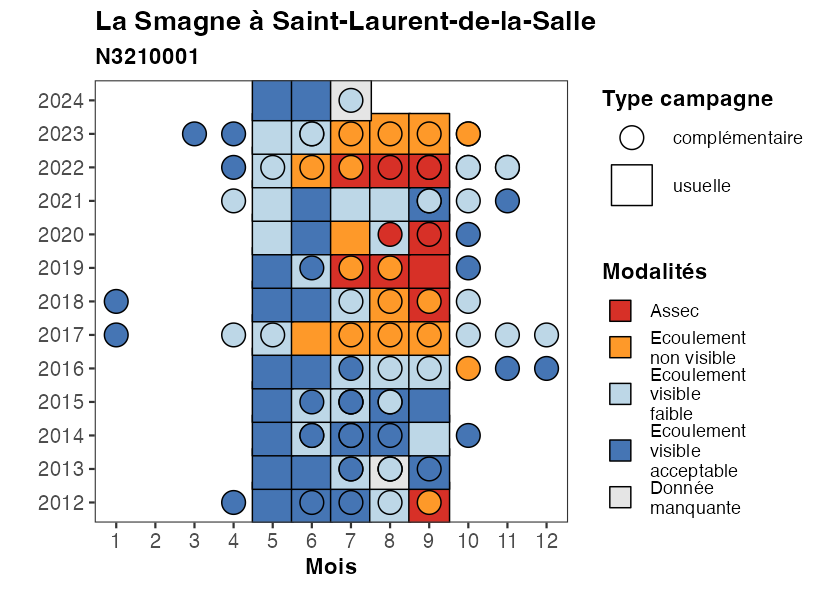 La Smagne à Saint-Laurent-de-la-Salle
N3210001
2024
2023
2022
2021
2020
2019
2018
2017
2016
2015
2014
2013
2012
1 2 3 4 5 6 7 8 9 10 11 12
Mois
Type campagne
complémentaire
usuelle
Modalités
Assec
Ecoulement
non visible
Ecoulement
visible
faible
Ecoulement
visible
acceptable
Donnée
manquante